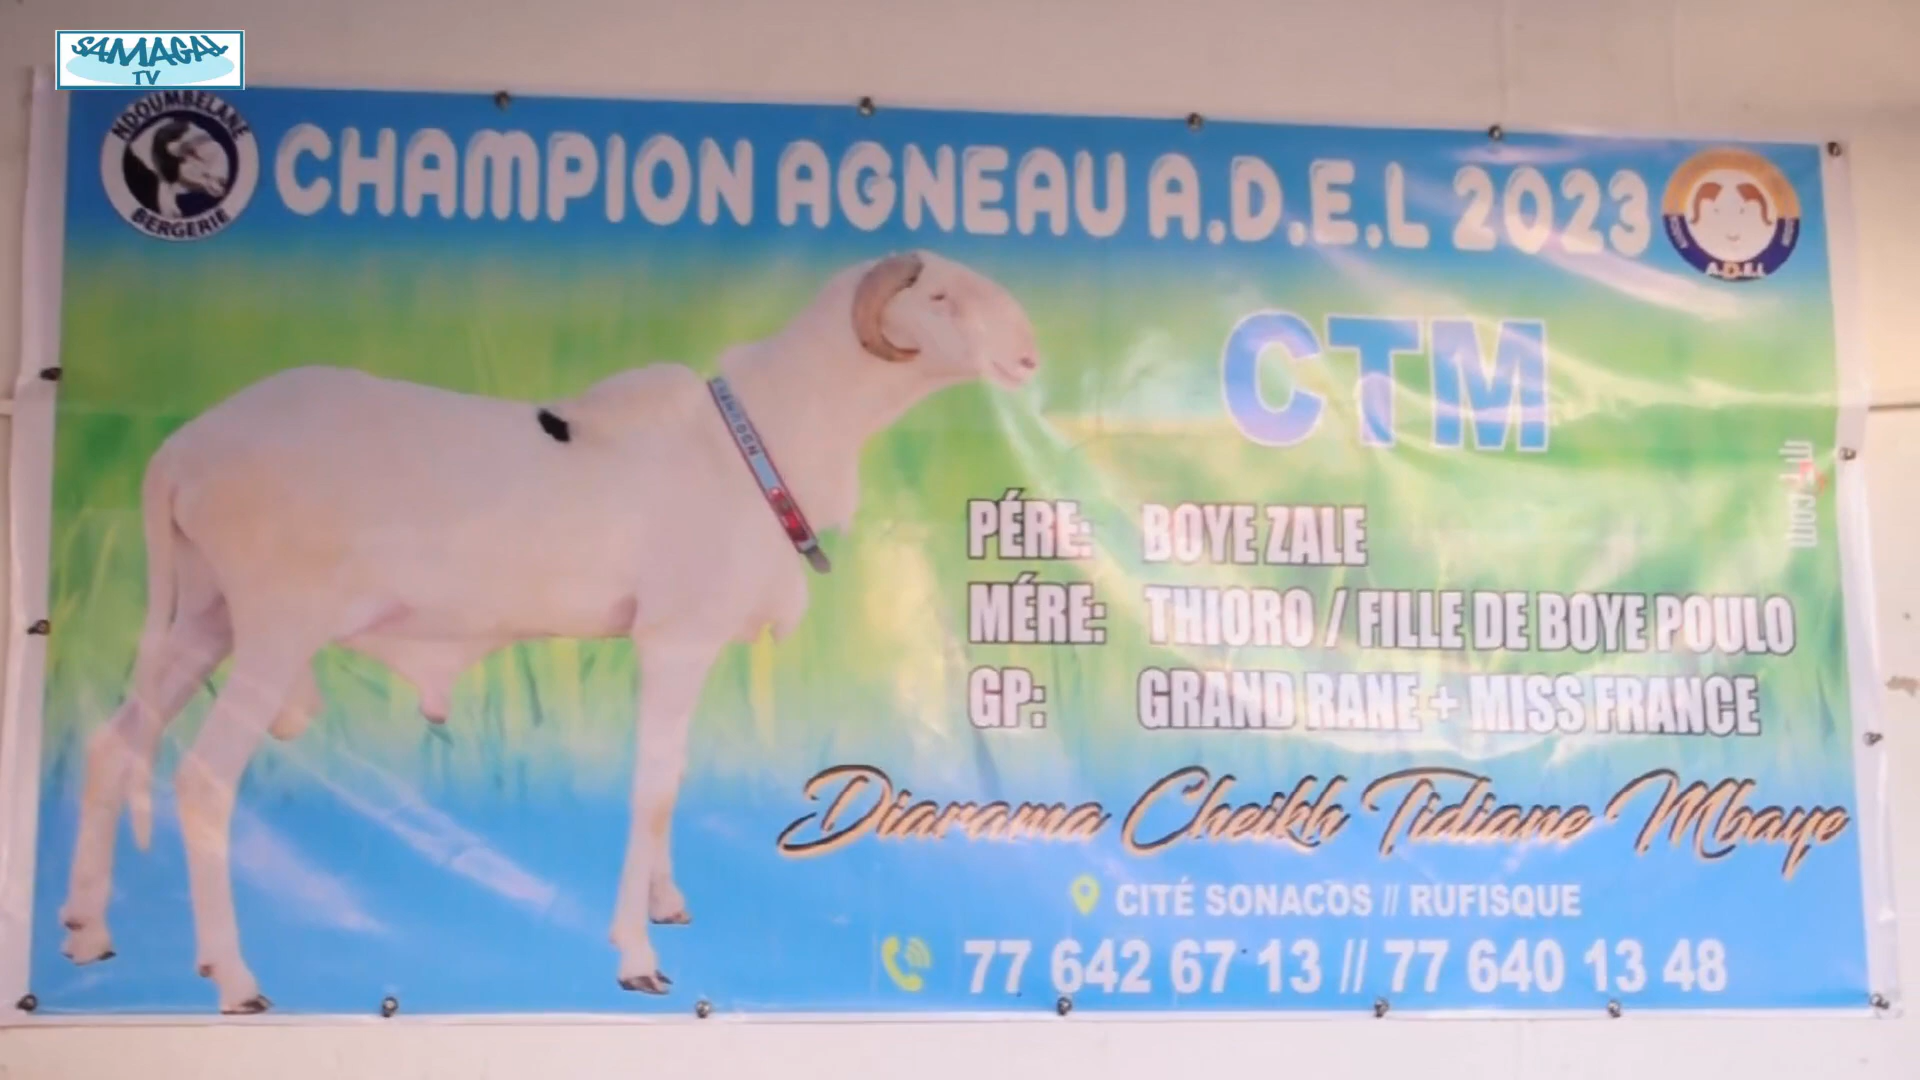 SAMAGAL
TV
NDOUMBELANE
BERGERIE
CHAMPION AGNEAU A.D.E.L 2023
A.D.E.L
CTM
PÉRE: BOYE ZALE
MÉRE: THIORO / FILLE DE BOYE POULO
GP: GRAND RANE + MISS FRANCE
Diarama Cheikh Tidiane Mbaye
CITÉ SONACOS // RUFISQUE
77 642 67 13 // 77 640 13 48